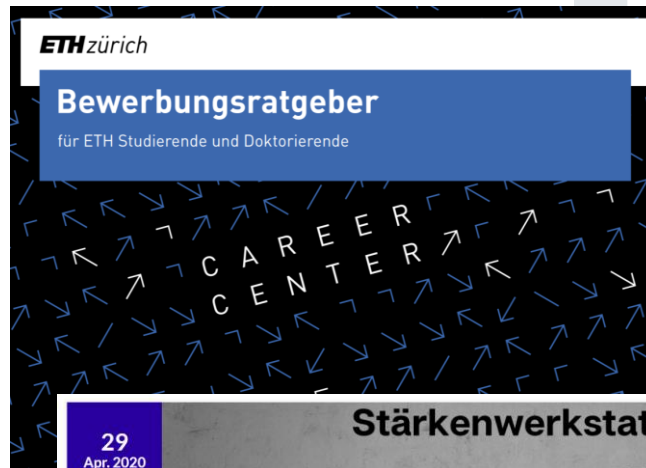 ETH zürich
Bewerbungsratgeber
für ETH Studierende und Doktorierende
CAREER
CENTER
Stärkenwerkstat
29
Apr. 2020